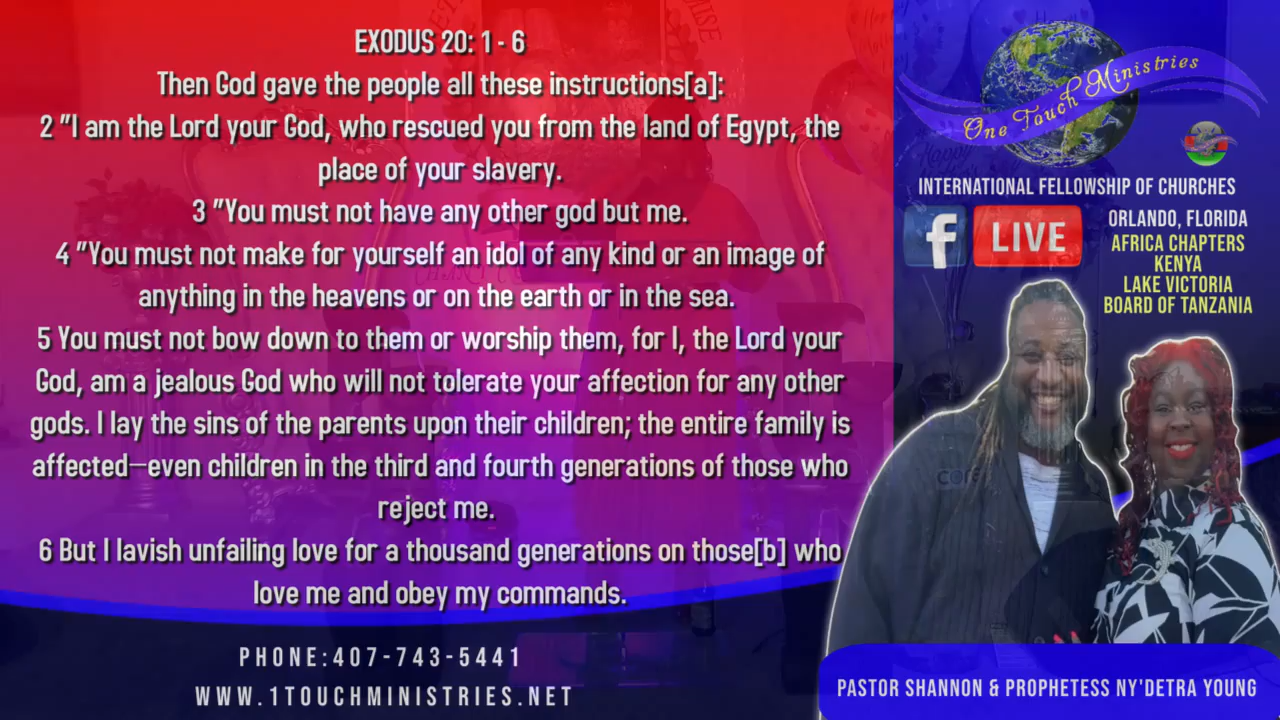 EXODUS 20: 1 - 6
Then God gave the people all these instructions[a]:
2 "I am the Lord your God, who rescued you from the land of Egypt, the
place of your slavery.
3 "You must not have any other god but me.
4 "You must not make for yourself an idol of any kind or an image of
anything in the heavens or on the earth or in the sea.
5 You must not bow down to them or worship them, for I, the Lord your
God, am a jealous God who will not tolerate your affection for any other
gods. I lay the sins of the parents upon their children; the entire family is
affected—even children in the third and fourth generations of those who
reject me.
6 But I lavish unfailing love for a thousand generations on those[b] who
love me and obey my commands.
PHONE:407-743-5441
WWW.1TOUCHMINISTRIES.NET
One Touch Ministries
INTERNATIONAL FELLOWSHIP OF CHURCHES
f LIVE
ORLANDO, FLORIDA
AFRICA CHAPTERS
KENYA
LAKE VICTORIA
BOARD OF TANZANIA
PASTOR SHANNON & PROPHETESS NY'DETRA YOUNG